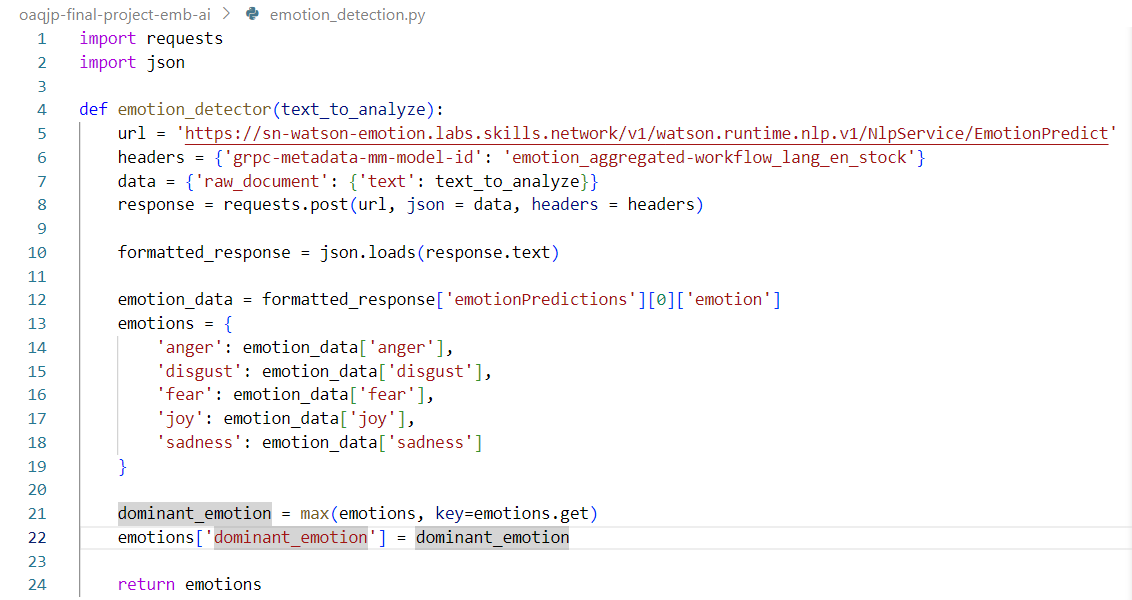 oaqjp-final-project-emb-ai > emotion_detection.py
1 import requests
2 import json
3
4 def emotion_detector(text_to_analyze):
5     url = 'https://sn-watson-emotion.labs.skills.network/v1/watson.runtime.nlp.v1/NlpService/EmotionPredict'
6     headers = {'grpc-metadata-mm-model-id': 'emotion_aggregated-workflow_lang_en_stock'}
7     data = {'raw_document': {'text': text_to_analyze}}
8     response = requests.post(url, json = data, headers = headers)
9
10     formatted_response = json.loads(response.text)
11
12     emotion_data = formatted_response['emotionPredictions'][0]['emotion']
13     emotions = {
14         'anger': emotion_data['anger'],
15         'disgust': emotion_data['disgust'],
16         'fear': emotion_data['fear'],
17         'joy': emotion_data['joy'],
18         'sadness': emotion_data['sadness']
19     }
20
21     dominant_emotion = max(emotions, key=emotions.get)
22     emotions['dominant_emotion'] = dominant_emotion
23
24     return emotions